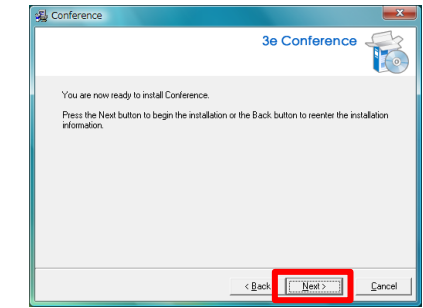 Conference
3e Conference
You are now ready to install Conference.
Press the Next button to begin the installation or the Back button to reenter the installation
information.
< Back
Next >
Cancel